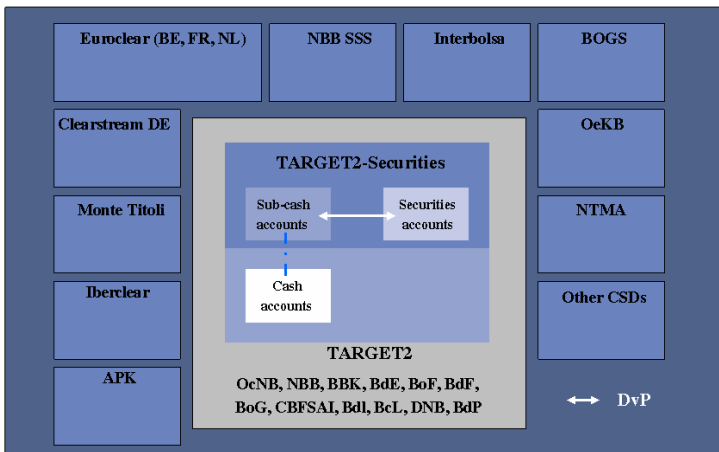 Euroclear (BE, FR, NL)
NBB SSS
Interbolsa
BOGS
Clearstream DE
OeKB
TARGET2-Securities
Monte Titoli
Sub-cash
accounts
Securities
accounts
NTMA
Iberclear
Cash
accounts
Other CSDs
APK
TARGET2
OcNB, NBB, BBK, BdE, BoF, BdF,
BoG, CBFSAI, BdI, BcL, DNB, BdP
DvP